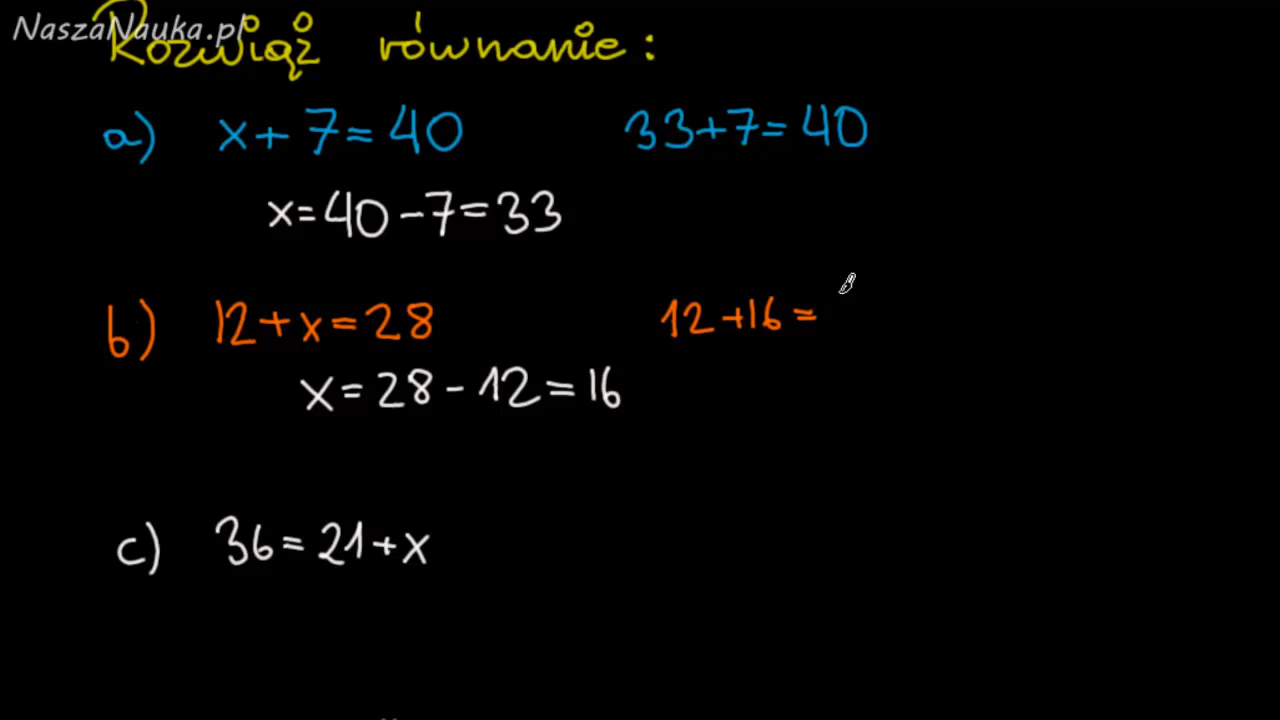 NaszaNauka.pl
Rozwiąż równanie:
a) x + 7 = 40 33 + 7 = 40
x = 40 - 7 = 33
b) 12 + x = 28 12 + 16 =
x = 28 - 12 = 16
c) 36 = 21 + x